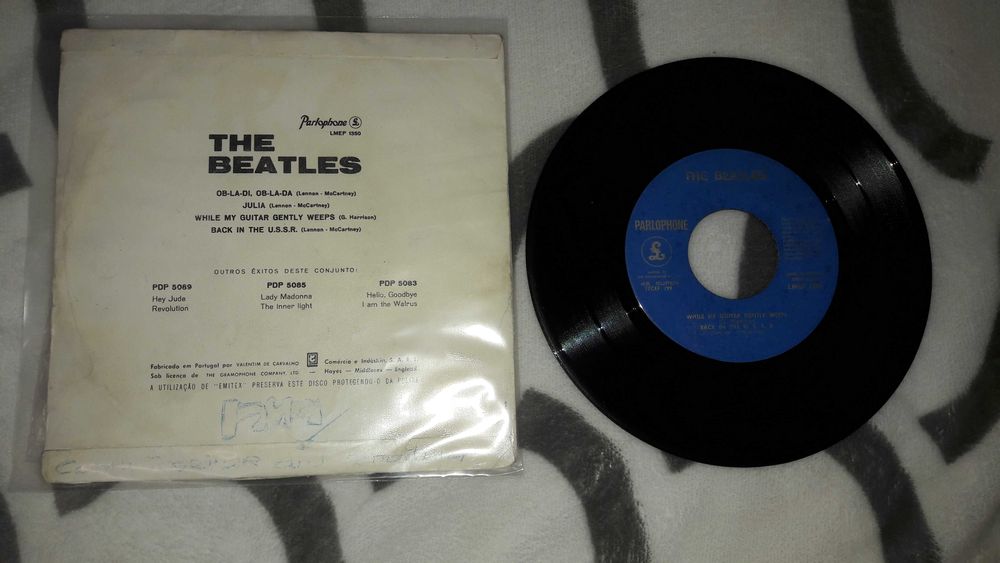 Parlophone
LMEP 1350
THE
BEATLES
OB-LA-DI, OB-LA-DA (Lennon - McCartney)
JULIA (Lennon - McCartney)
WHILE MY GUITAR GENTLY WEEPS (G. Harrison)
BACK IN THE U.S.S.R. (Lennon - McCartney)
OUTROS ÊXITOS DESTE CONJUNTO:
PDP 5089
Hey Jude
Revolution
PDP 5085
Lady Madonna
The inner light
PDP 5083
Hello, Goodbye
I am the Walrus
Fabricado em Portugal por VALENTIM DE CARVALHO Comércio e Indústria, S. A. R. L.
Sob licença de THE GRAMOPHONE COMPANY, LTD. — Hayes - Middlesex - England
A UTILIZAÇÃO DE "EMITEX" PRESERVA ESTE DISCO PROTEGENDO-O DA
THE BEATLES
PARLOPHONE
WHILE MY GUITAR GENTLY WEEPS
BACK IN THE U. S. S. R.